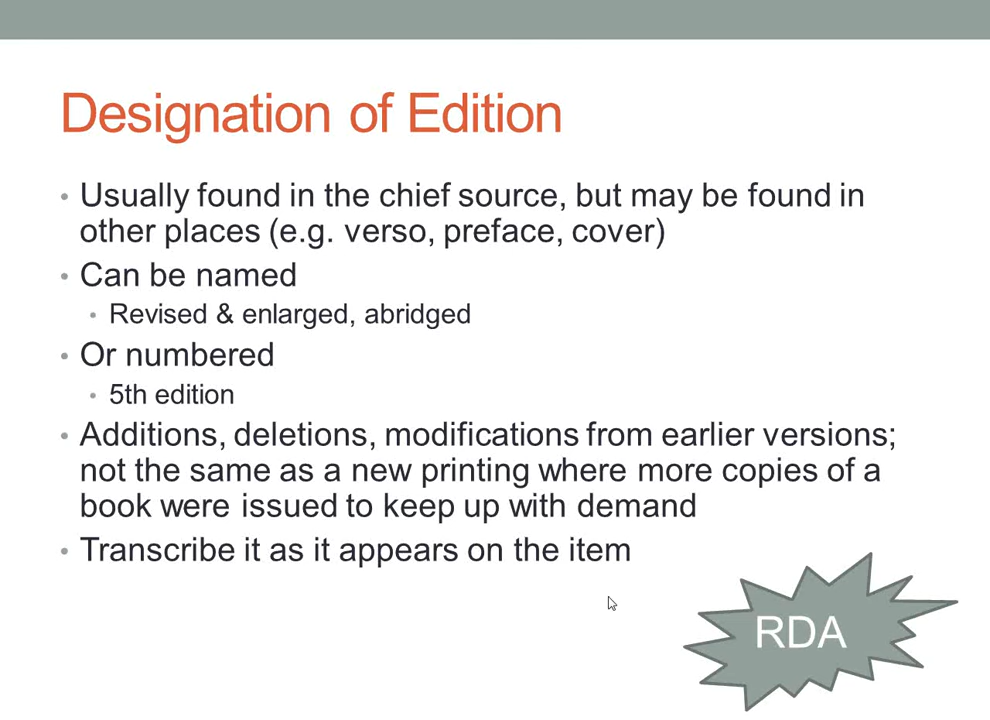 Designation of Edition
• Usually found in the chief source, but may be found in
other places (e.g. verso, preface, cover)
• Can be named
• Revised & enlarged, abridged
• Or numbered
• 5th edition
• Additions, deletions, modifications from earlier versions;
not the same as a new printing where more copies of a
book were issued to keep up with demand
• Transcribe it as it appears on the item
RDA